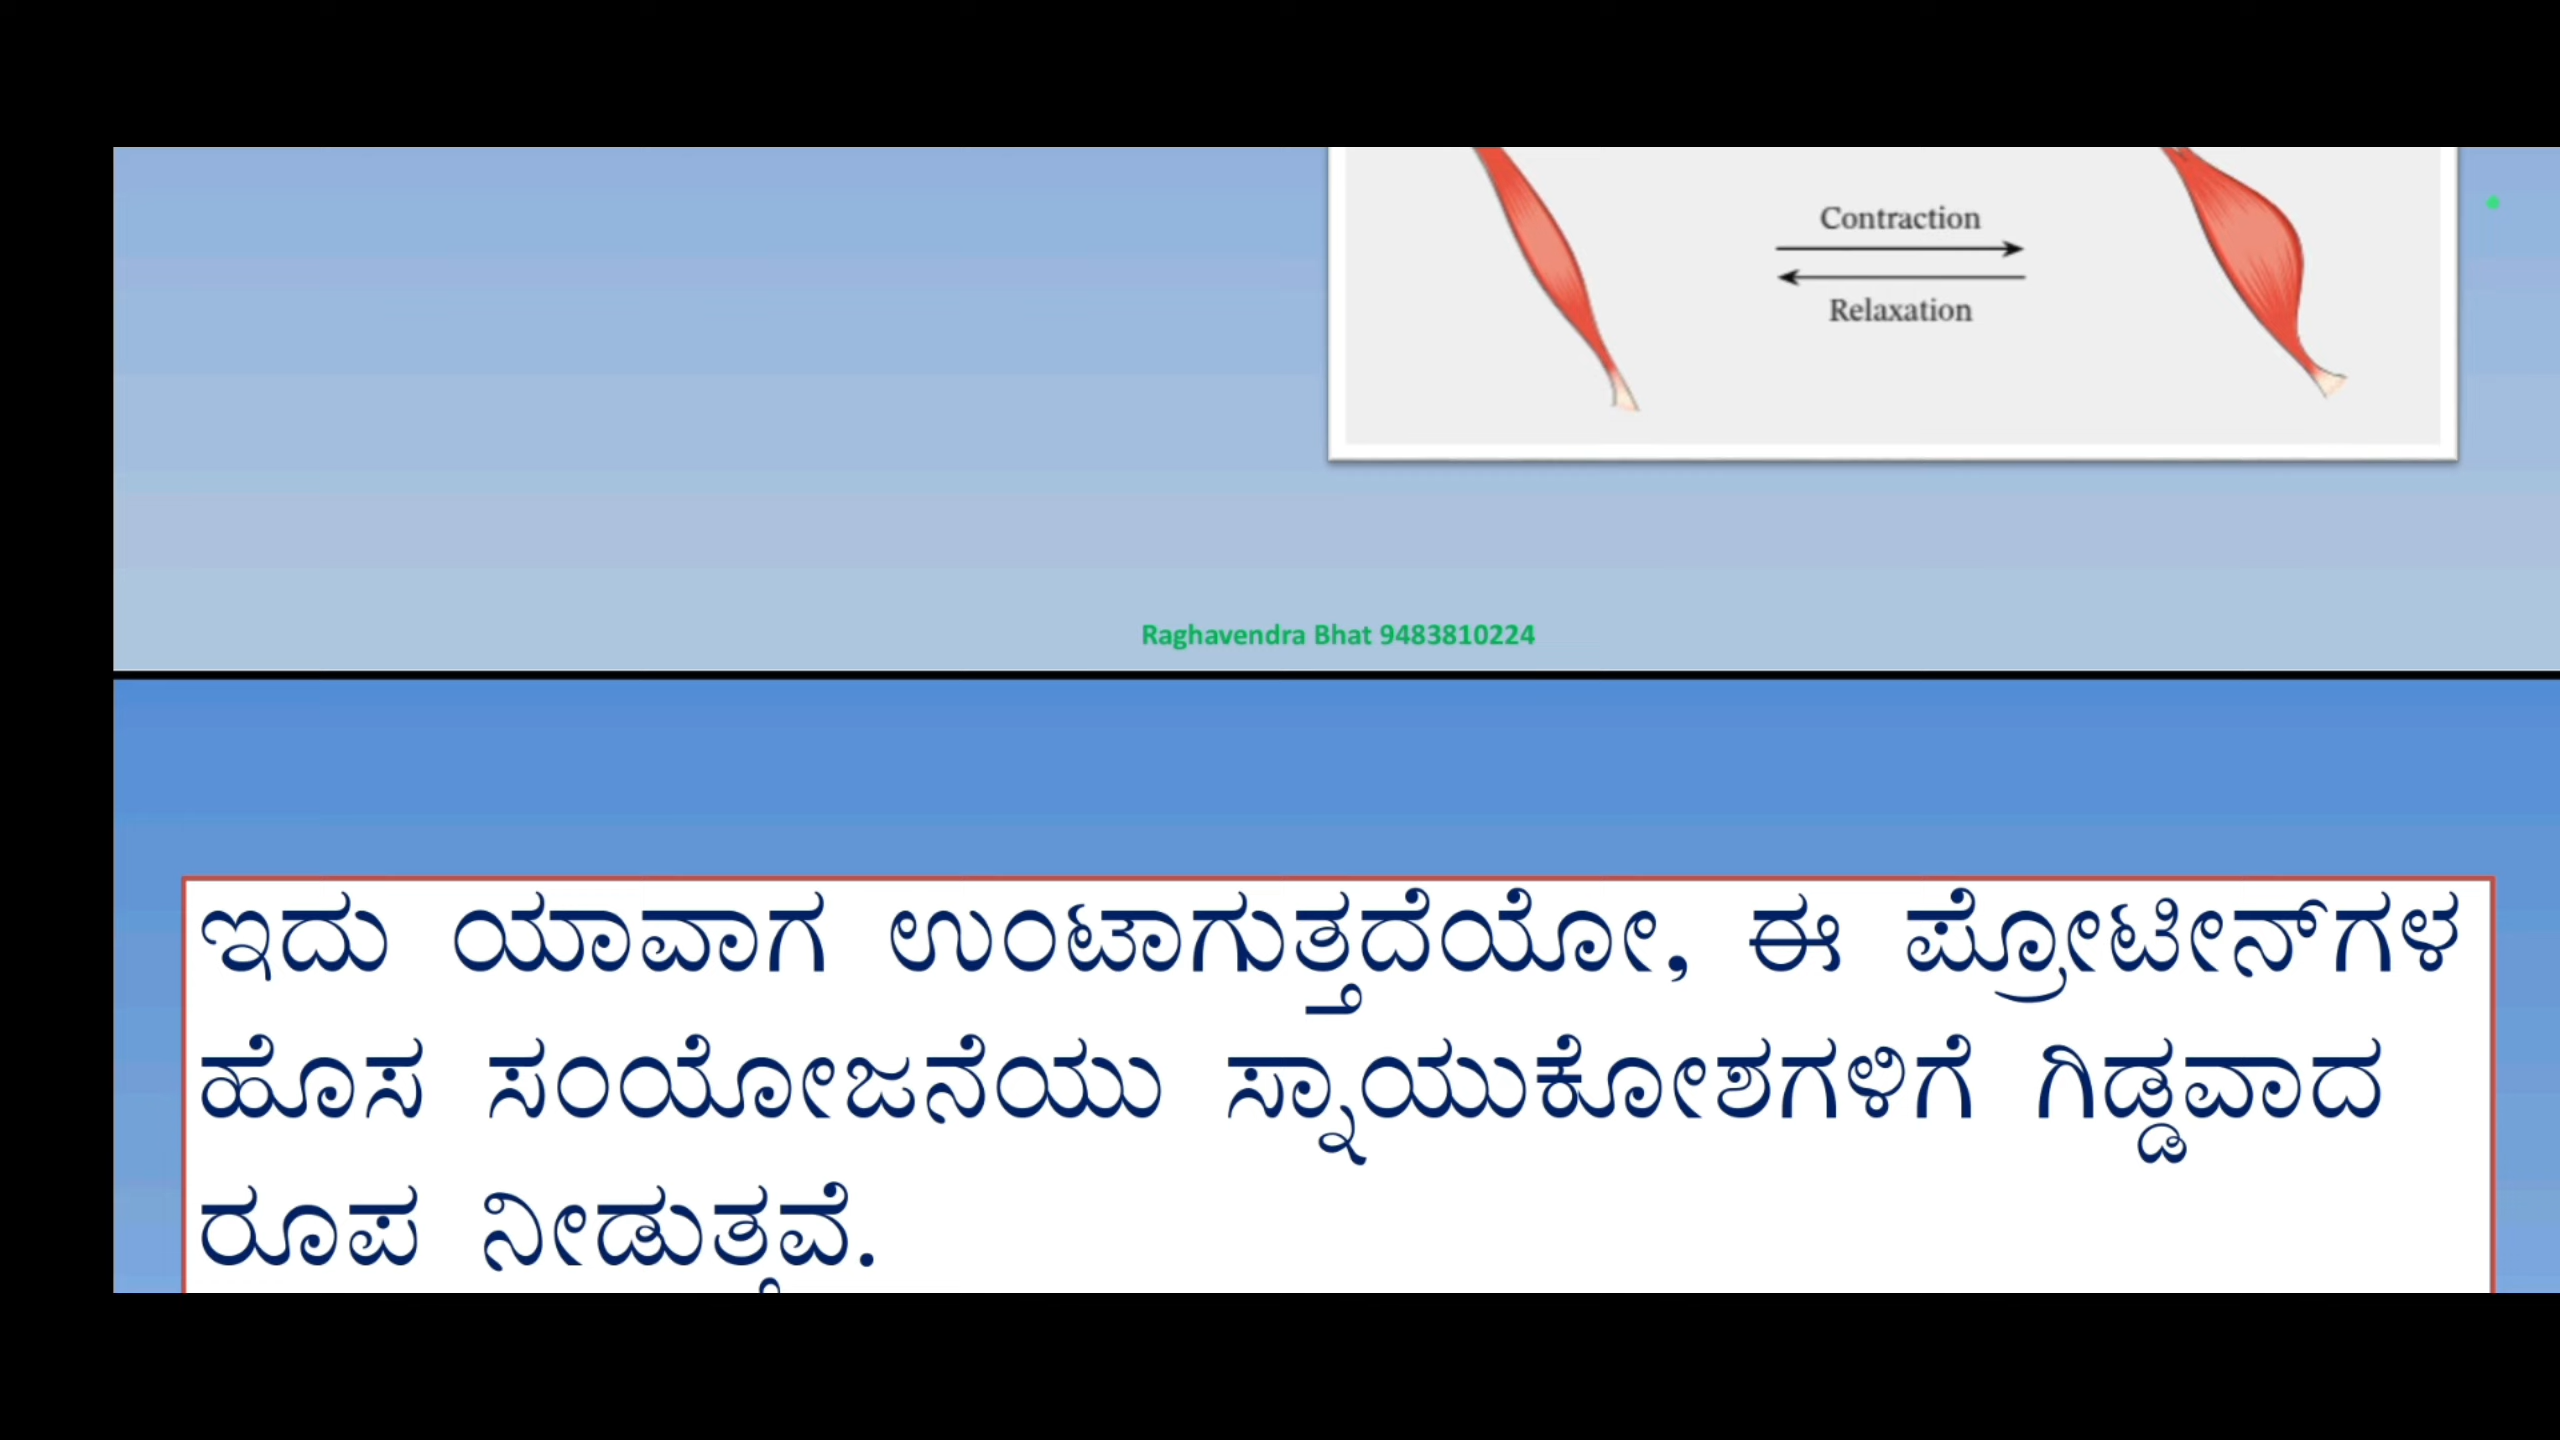 Contraction
Relaxation
Raghavendra Bhat 9483810224
ಇದು ಯಾವಾಗ ಉಂಟಾಗುತ್ತದೆಯೋ, ಈ ಪ್ರೋಟೀನ್‌ಗಳ
ಹೊಸ ಸಂಯೋಜನೆಯು ಸ್ನಾಯುಕೋಶಗಳಿಗೆ ಗಿಡ್ಡವಾದ
ರೂಪ ನೀಡುತ್ತವೆ.